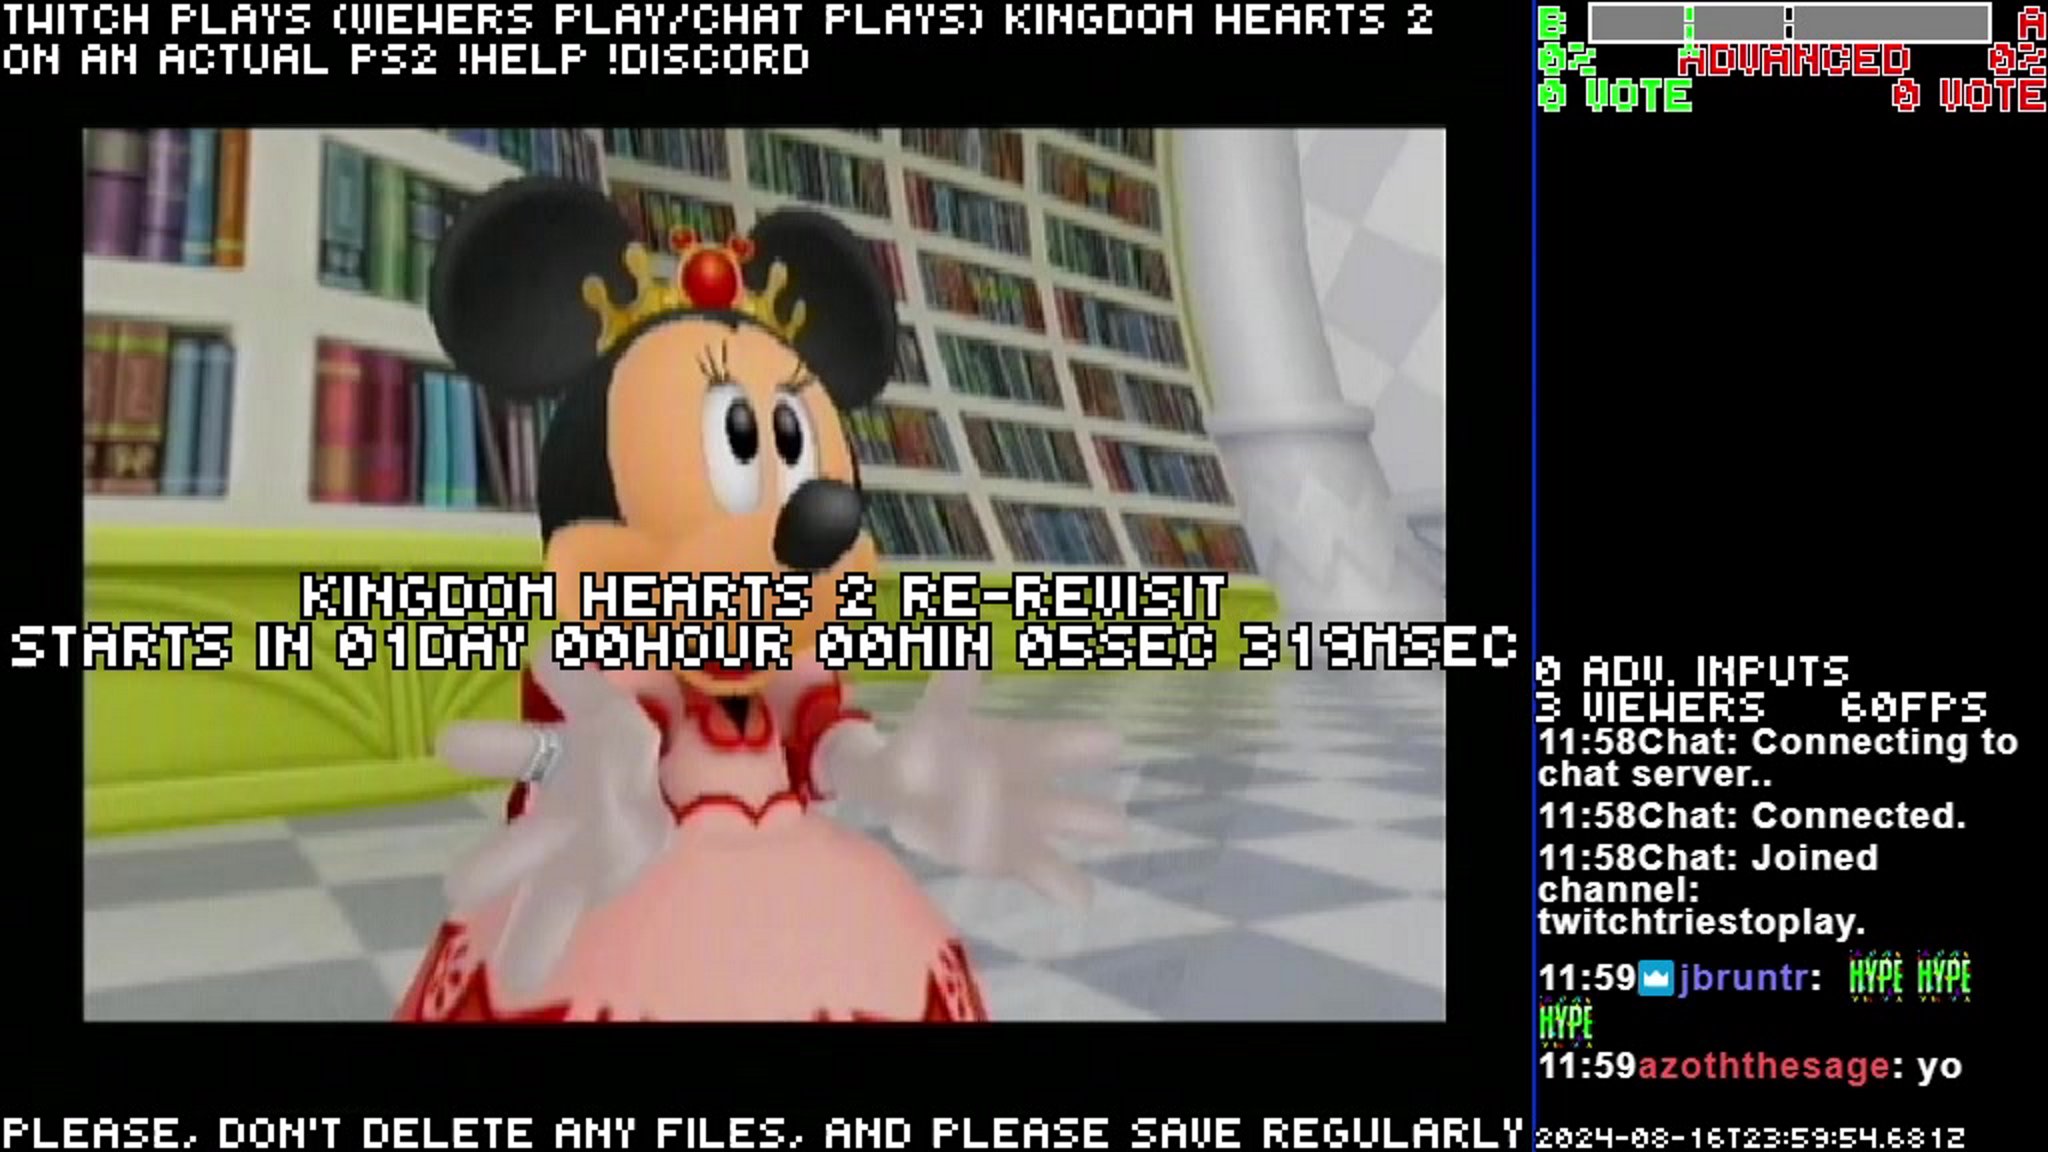 TWITCH PLAYS (VIEWERS PLAY/CHAT PLAYS) KINGDOM HEARTS 2
ON AN ACTUAL PS2 !HELP !DISCORD
B A
0% ADVANCED 0%
0 VOTE 0 VOTE
KINGDOM HEARTS 2 RE-REVISIT
STARTS IN 01DAY 00HOUR 00MIN 05SEC 319MSEC
0 ADV. INPUTS
3 VIEWERS 60FPS
11:58Chat: Connecting to
chat server..
11:58Chat: Connected.
11:58Chat: Joined
channel:
twitchtriestoplay.
11:59jbruntr: HYPE HYPE
HYPE
11:59azoththesage: yo
PLEASE, DON'T DELETE ANY FILES, AND PLEASE SAVE REGULARLY
2024-08-16T23:59:54.681Z